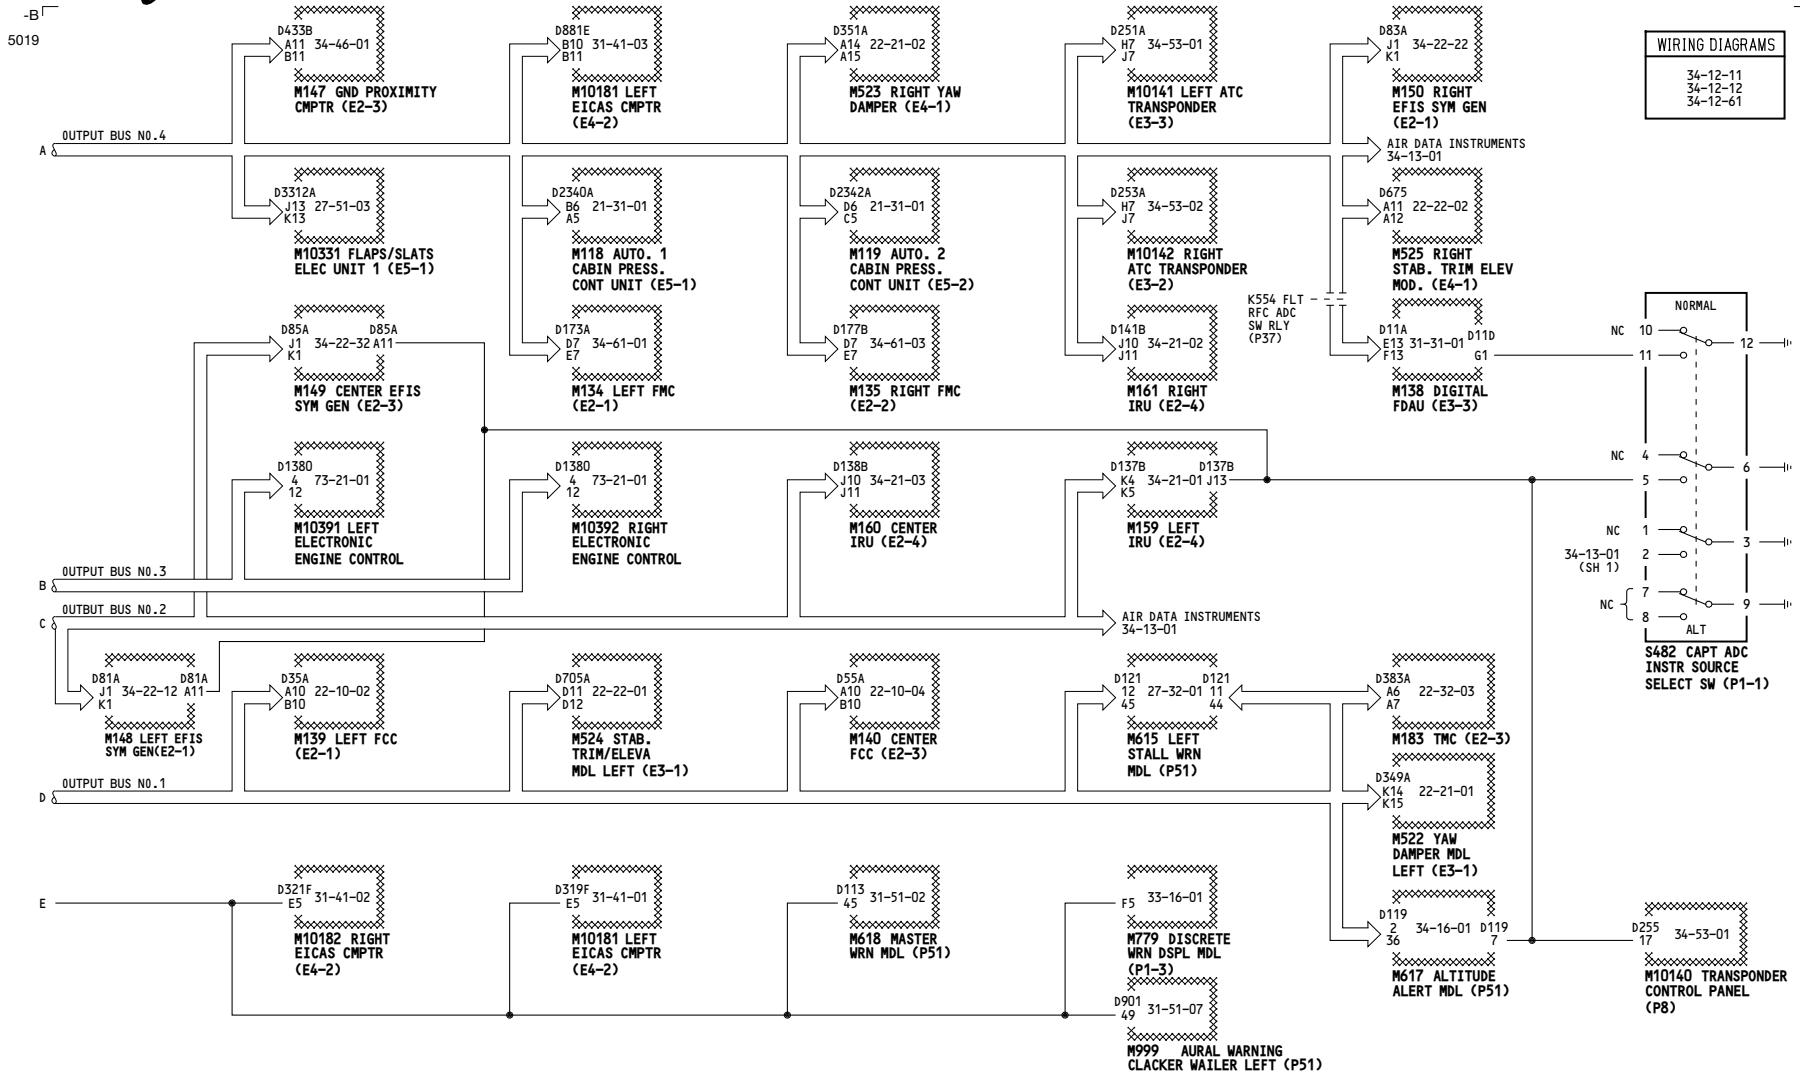 -B
5019
WIRING DIAGRAMS
34-12-11
34-12-12
34-12-61
D433B
A11 34-46-01
B11
M147 GND PROXIMITY
CMPTR (E2-3)
D881E
B10 31-41-03
B11
M10181 LEFT
EICAS CMPTR
(E4-2)
D351A
A14 22-21-02
A15
M523 RIGHT YAW
DAMPER (E4-1)
D251A
H7 34-53-01
J7
M10141 LEFT ATC
TRANSPONDER
(E3-3)
D83A
J1 34-22-22
K1
M150 RIGHT
EFIS SYM GEN
(E2-1)
A
OUTPUT BUS NO.4
AIR DATA INSTRUMENTS
34-13-01
D3312A
J13 27-51-03
K13
M10331 FLAPS/SLATS
ELEC UNIT 1 (E5-1)
D2340A
B6 21-31-01
A5
M118 AUTO. 1
CABIN PRESS.
CONT UNIT (E5-1)
D2342A
D6 21-31-01
C5
M119 AUTO. 2
CABIN PRESS.
CONT UNIT (E5-2)
D253A
H7 34-53-02
J7
M10142 RIGHT
ATC TRANSPONDER
(E3-2)
D675
A11 22-22-02
A12
M525 RIGHT
STAB. TRIM ELEV
MOD. (E4-1)
K554 FLT
RFC ADC
SW RLY
(P37)
D85A D85A
J1 34-22-32 A11
K1
M149 CENTER EFIS
SYM GEN (E2-3)
D173A
D7 34-61-01
E7
M134 LEFT FMC
(E2-1)
D177B
D7 34-61-03
E7
M135 RIGHT FMC
(E2-2)
D141B
J10 34-21-02
J11
M161 RIGHT
IRU (E2-4)
D11A D11D
E13 31-31-01
F13 G1
M138 DIGITAL
FDAU (E3-3)
NORMAL
NC 10
12
11
NC 4
6
5
NC 1
3
34-13-01 2
(SH 1)
7
NC 9
8
ALT
S482 CAPT ADC
INSTR SOURCE
SELECT SW (P1-1)
D1380
4 73-21-01
12
M10391 LEFT
ELECTRONIC
ENGINE CONTROL
D1380
4 73-21-01
12
M10392 RIGHT
ELECTRONIC
ENGINE CONTROL
D138B
J10 34-21-03
J11
M160 CENTER
IRU (E2-4)
D137B D137B
K4 34-21-01 J13
K5
M159 LEFT
IRU (E2-4)
B
OUTPUT BUS NO.3
C
OUTBUT BUS NO.2
AIR DATA INSTRUMENTS
34-13-01
D81A D81A
J1 34-22-12 A11
K1
M148 LEFT EFIS
SYM GEN(E2-1)
D35A
A10 22-10-02
B10
M139 LEFT FCC
(E2-1)
D705A
D11 22-22-01
D12
M524 STAB.
TRIM/ELEVA
MDL LEFT (E3-1)
D55A
A10 22-10-04
B10
M140 CENTER
FCC (E2-3)
D121 D121
12 27-32-01 11
45 44
M615 LEFT
STALL WRN
MDL (P51)
D383A
A6 22-32-03
A7
M183 TMC (E2-3)
D
OUTPUT BUS NO.1
D349A
K14 22-21-01
K15
M522 YAW
DAMPER MDL
LEFT (E3-1)
E
D321F
E5 31-41-02
M10182 RIGHT
EICAS CMPTR
(E4-2)
D319F
E5 31-41-01
M10181 LEFT
EICAS CMPTR
(E4-2)
D113
45 31-51-02
M618 MASTER
WRN MDL (P51)
F5 33-16-01
M779 DISCRETE
WRN DSPL MDL
(P1-3)
D119
2 34-16-01 D119
36 7
M617 ALTITUDE
ALERT MDL (P51)
D255
17 34-53-01
M10140 TRANSPONDER
CONTROL PANEL
(P8)
D901
49 31-51-07
M999 AURAL WARNING
CLACKER WAILER LEFT (P51)